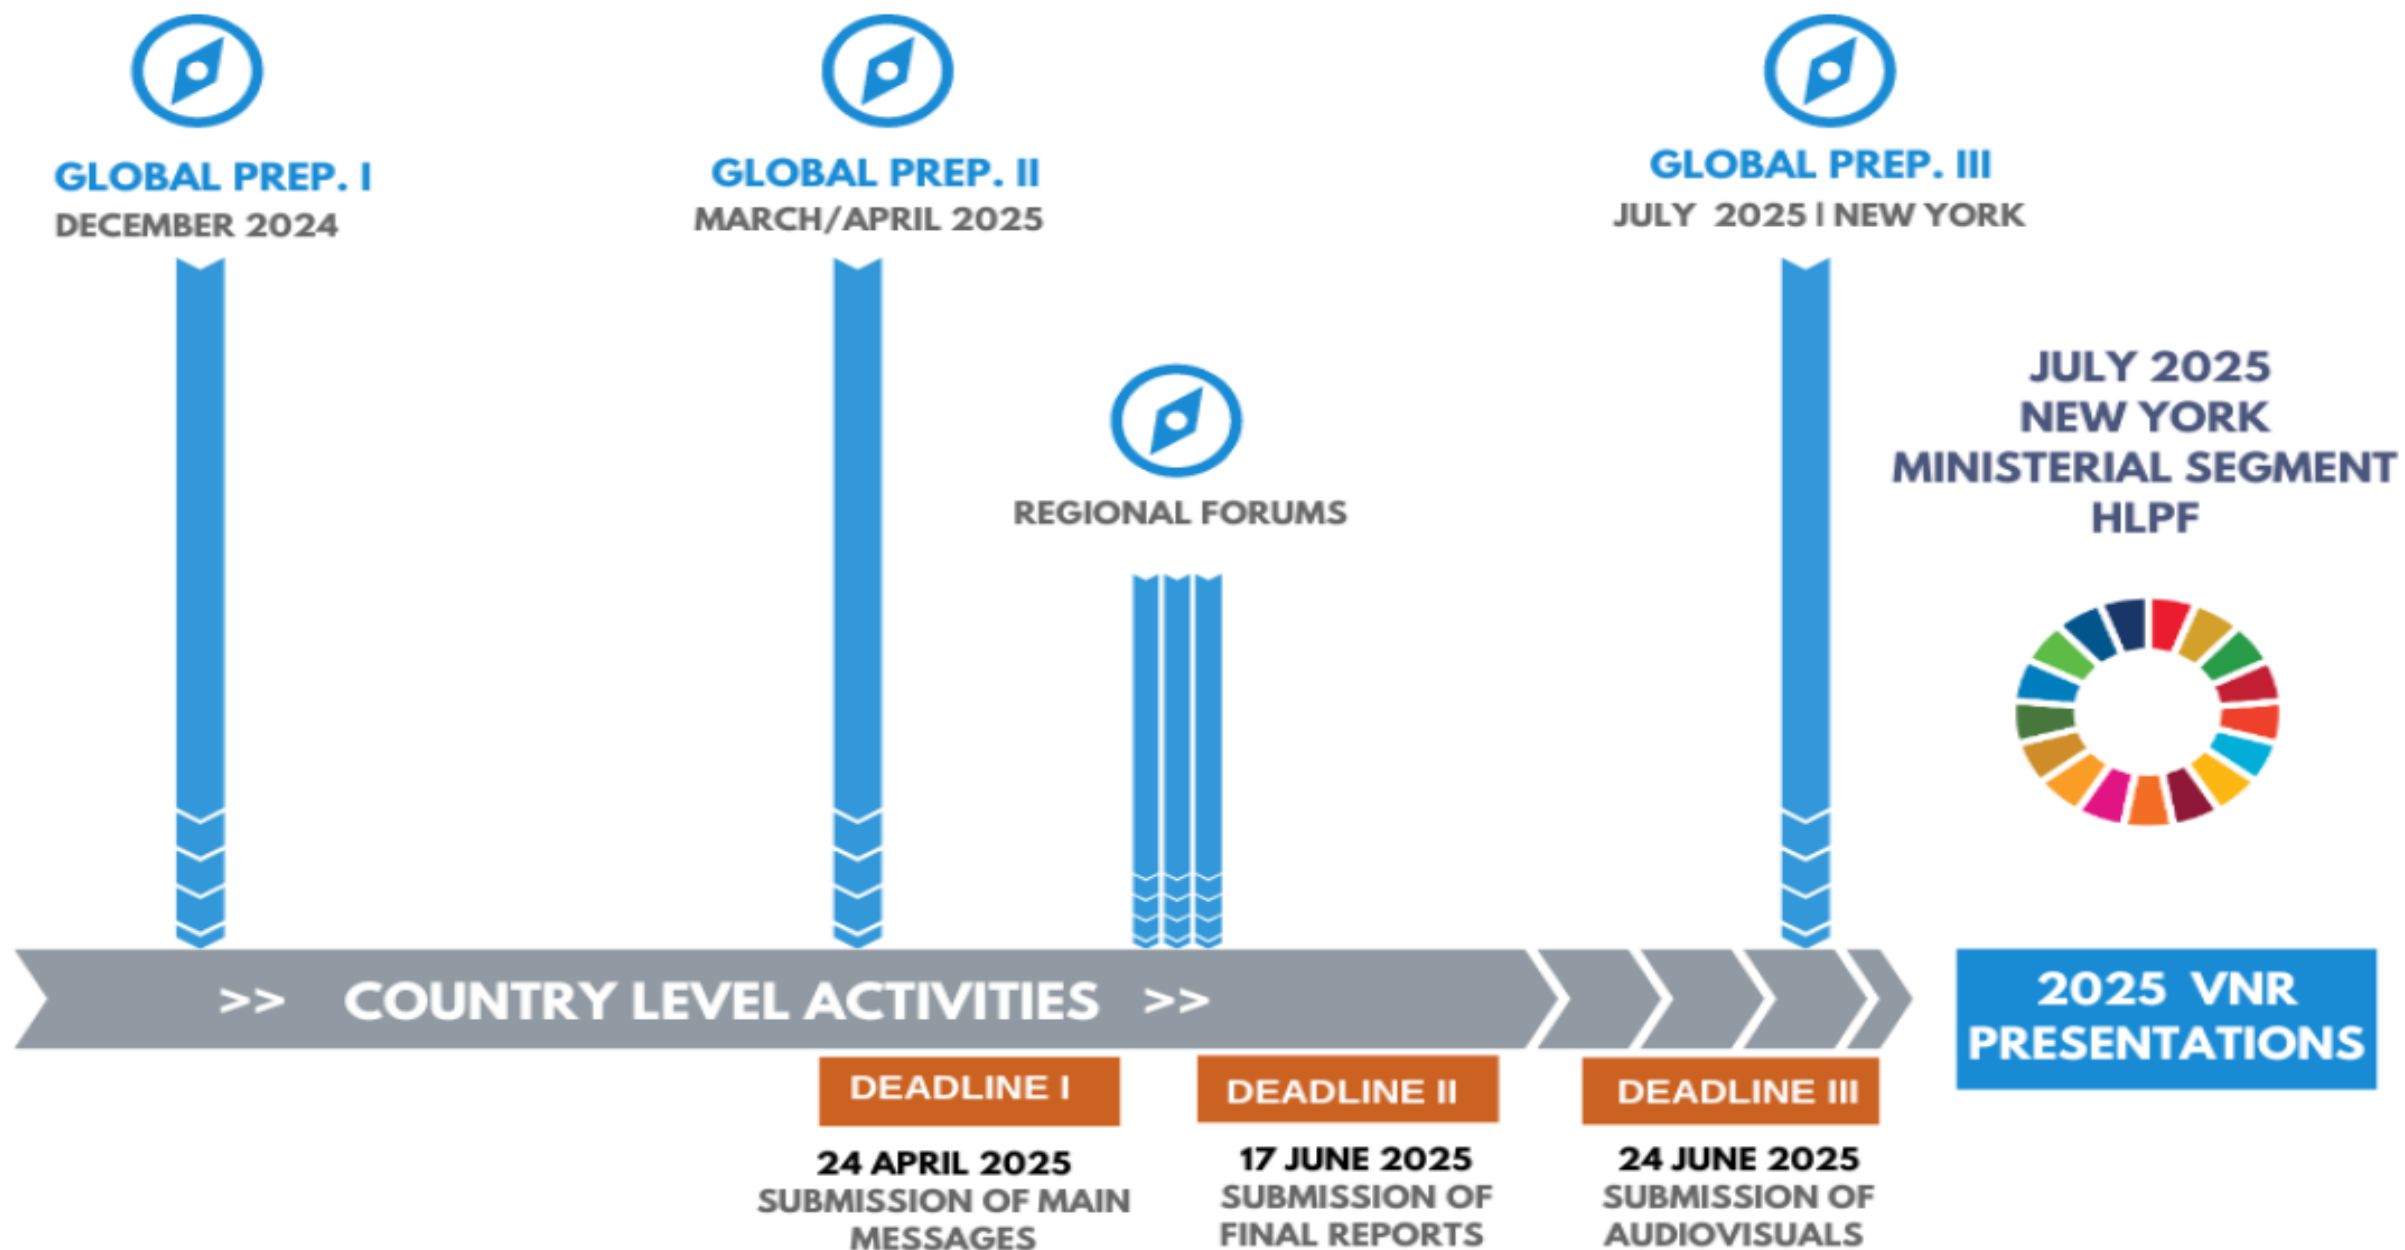 GLOBAL PREP. I
DECEMBER 2024
GLOBAL PREP. II
MARCH/APRIL 2025
GLOBAL PREP. III
JULY 2025 | NEW YORK
REGIONAL FORUMS
JULY 2025
NEW YORK
MINISTERIAL SEGMENT
HLPF
>> COUNTRY LEVEL ACTIVITIES >>
2025 VNR
PRESENTATIONS
DEADLINE I
24 APRIL 2025
SUBMISSION OF MAIN
MESSAGES
DEADLINE II
17 JUNE 2025
SUBMISSION OF
FINAL REPORTS
DEADLINE III
24 JUNE 2025
SUBMISSION OF
AUDIOVISUALS